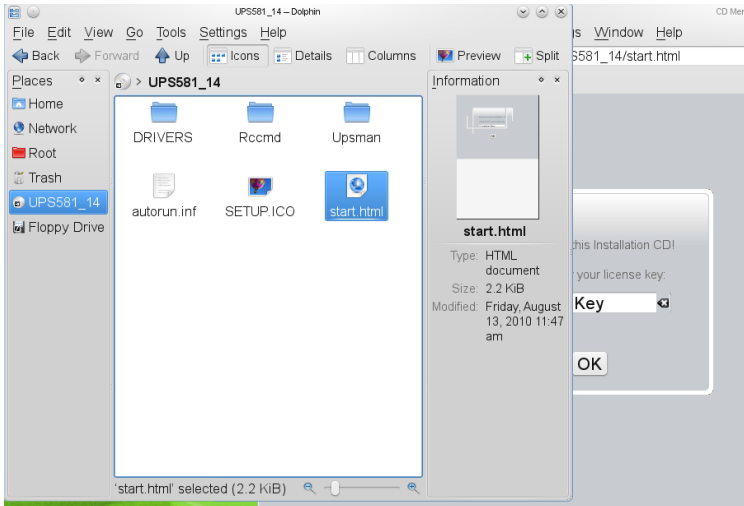 UPS581_14 – Dolphin
CD Mer
File Edit View Go Tools Settings Help
s Window Help
Back Forward Up Icons Details Columns Preview Split
S581_14/start.html
Places
> UPS581_14
Information
Home
Network
Root
Trash
UPS581_14
Floppy Drive
DRIVERS Rccmd Upsman
autorun.inf SETUP.ICO start.html
start.html
Type: HTML
document
Size: 2.2 KiB
Modified: Friday, August
13, 2010 11:47
am
this Installation CD!
your license key:
Key
OK
'start.html' selected (2.2 KiB)